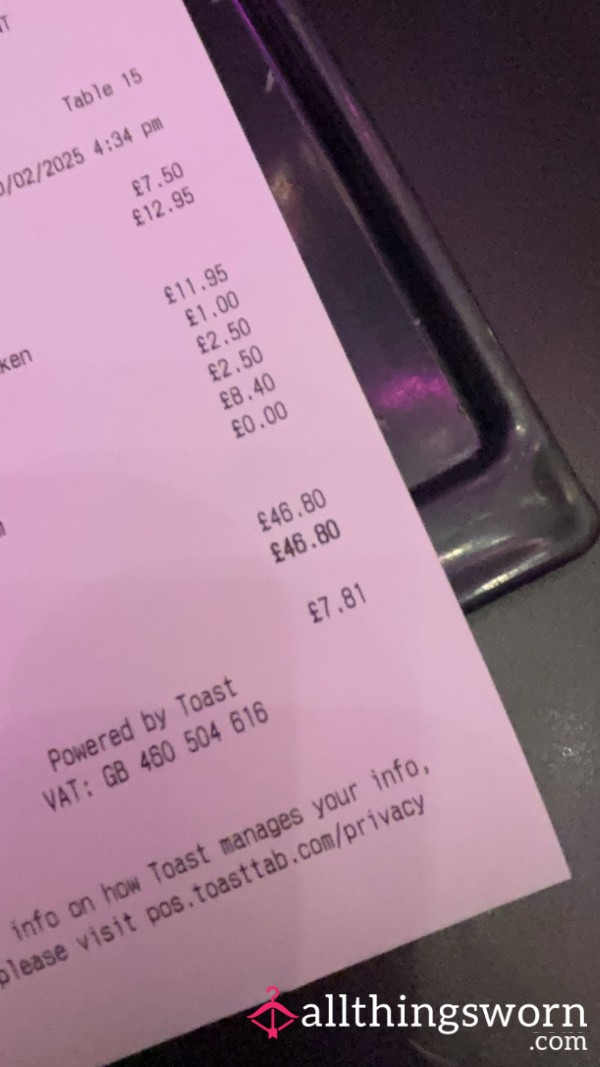 Table 15
/02/2025 4:34 pm
£7.50
£12.95
£11.95
£1.00
ken
£2.50
£2.50
£8.40
£0.00
£46.80
£46.80
£7.81
Powered by Toast
VAT: GB 460 504 616
info on how Toast manages your info,
please visit pos.toasttab.com/privacy
allthingsworn
.com